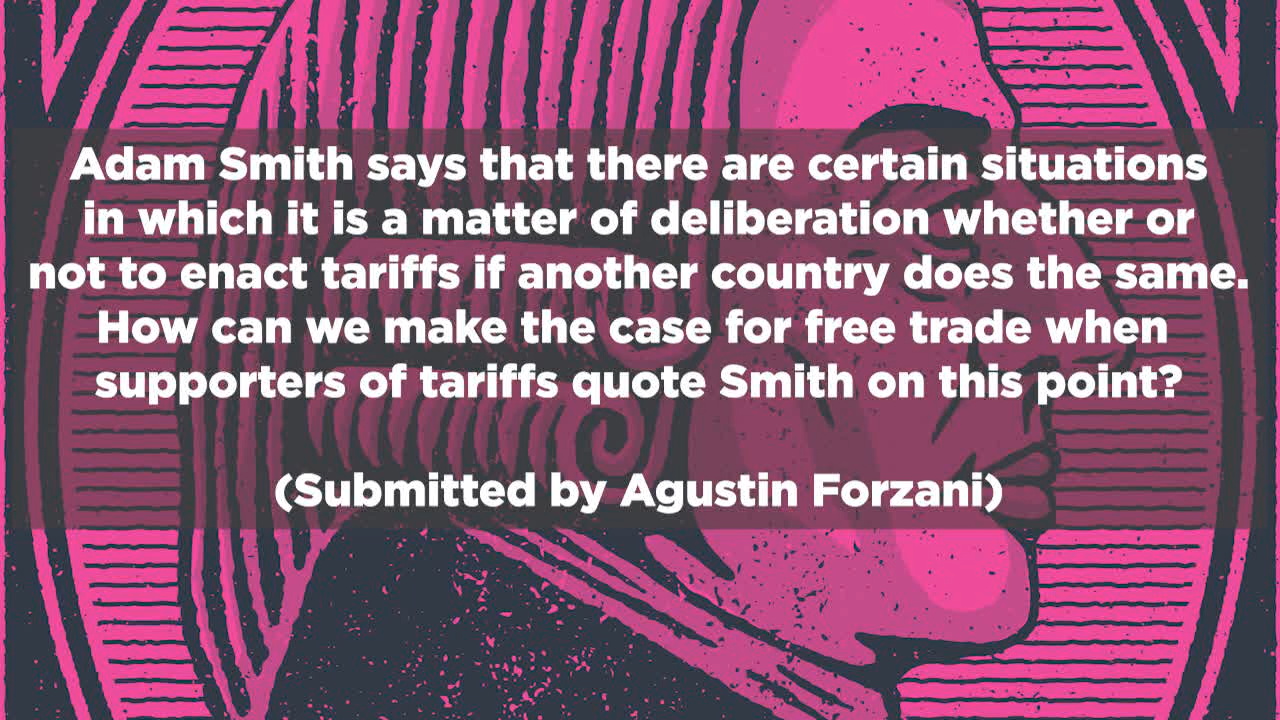 Adam Smith says that there are certain situations
in which it is a matter of deliberation whether or
not to enact tariffs if another country does the same.
How can we make the case for free trade when
supporters of tariffs quote Smith on this point?
(Submitted by Agustin Forzani)